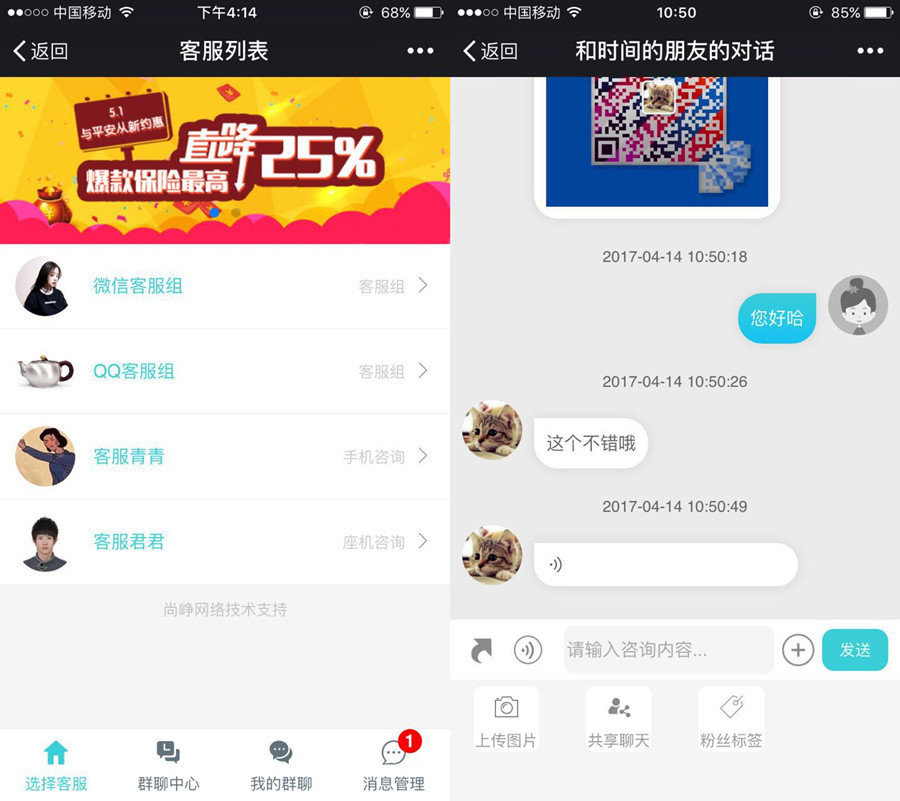 中国移动
下午4:14
68%
返回
客服列表
5.1
与平安从新约惠
直降25%
爆款保险最高
微信客服组
客服组
QQ客服组
客服组
客服青青
手机咨询
客服君君
座机咨询
尚峥网络技术支持
选择客服
群聊中心
我的群聊
1
消息管理
中国移动
10:50
85%
返回
和时间的朋友的对话
2017-04-14 10:50:18
您好哈
2017-04-14 10:50:26
这个不错哦
2017-04-14 10:50:49
请输入咨询内容...
发送
上传图片
共享聊天
粉丝标签